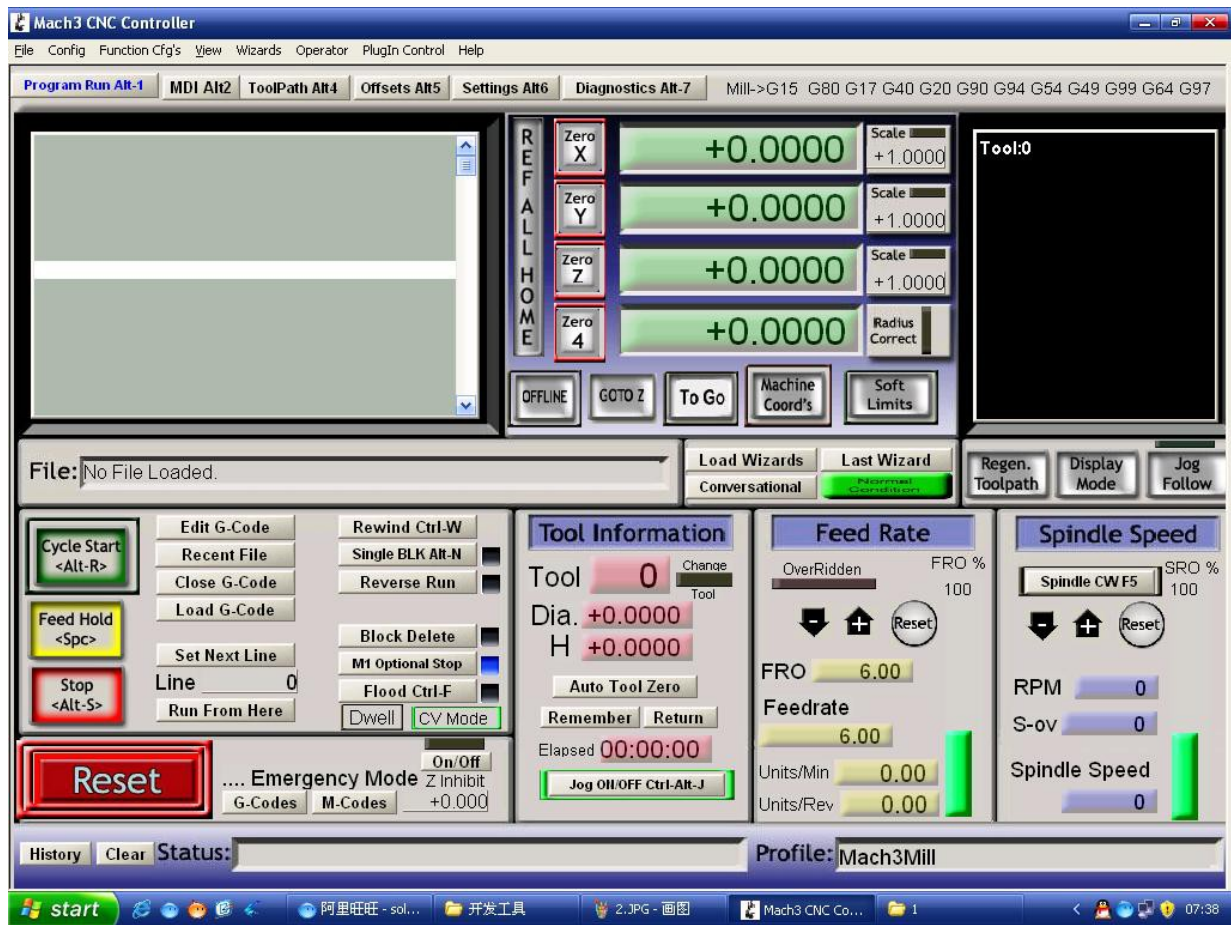 Mach3 CNC Controller
File Config Function Cfg's View Wizards Operator PlugIn Control Help
Program Run Alt-1 MDI Alt2 ToolPath Alt4 Offsets Alt5 Settings Alt6 Diagnostics Alt-7 Mill->G15 G80 G17 G40 G20 G90 G94 G54 G49 G99 G64 G97
REF ALL HOME
Zero X +0.0000 Scale +1.0000
Zero Y +0.0000 Scale +1.0000
Zero Z +0.0000 Scale +1.0000
Zero 4 +0.0000 Radius Correct
Tool:0
OFFLINE GOTO Z To Go Machine Coord's Soft Limits
File: No File Loaded.
Load Wizards Last Wizard
Conversational Normal Condition
Regen. Toolpath Display Mode Jog Follow
Cycle Start <Alt-R>
Feed Hold <Spc>
Stop <Alt-S>
Edit G-Code
Recent File
Close G-Code
Load G-Code
Set Next Line
Line 0
Run From Here
Rewind Ctrl-W
Single BLK Alt-N
Reverse Run
Block Delete
M1 Optional Stop
Flood Ctrl-F
Dwell CV Mode
Reset
.... Emergency Mode
G-Codes M-Codes
On/Off
Z Inhibit
+0.000
Tool Information
Tool 0 Change Tool
Dia. +0.0000
H +0.0000
Auto Tool Zero
Remember Return
Elapsed 00:00:00
Jog ON/OFF Ctrl-Alt-J
Feed Rate
OverRidden FRO %
100
Reset
FRO 6.00
Feedrate
6.00
Units/Min 0.00
Units/Rev 0.00
Spindle Speed
Spindle CW F5 SRO %
100
Reset
RPM 0
S-ov 0
Spindle Speed
0
History Clear Status:
Profile: Mach3Mill
start 阿里旺旺 - sol... 开发工具 2.JPG - 画图 Mach3 CNC Co... 1 07:38